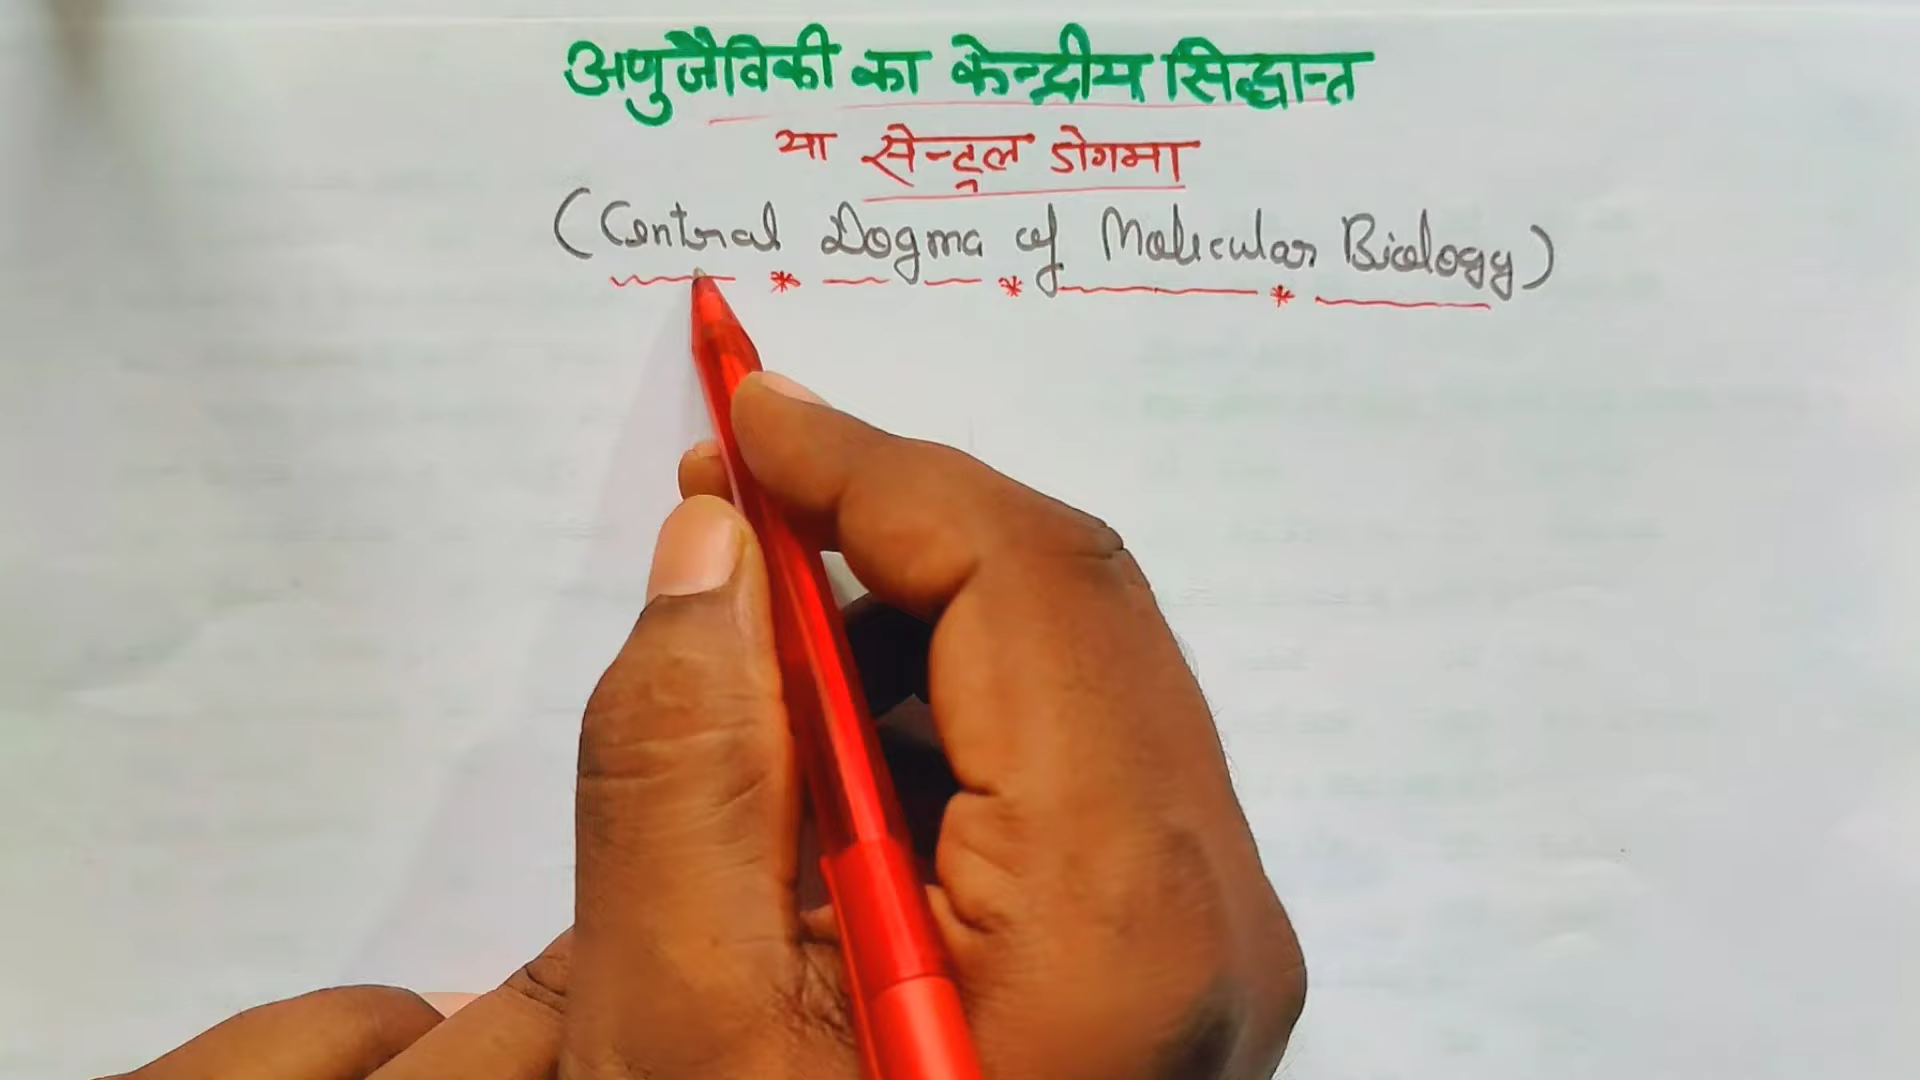 अणुजैविकी का केन्द्रीय सिद्धान्त
या सेन्ट्रल डोगमा
(Central Dogma of Molecular Biology)